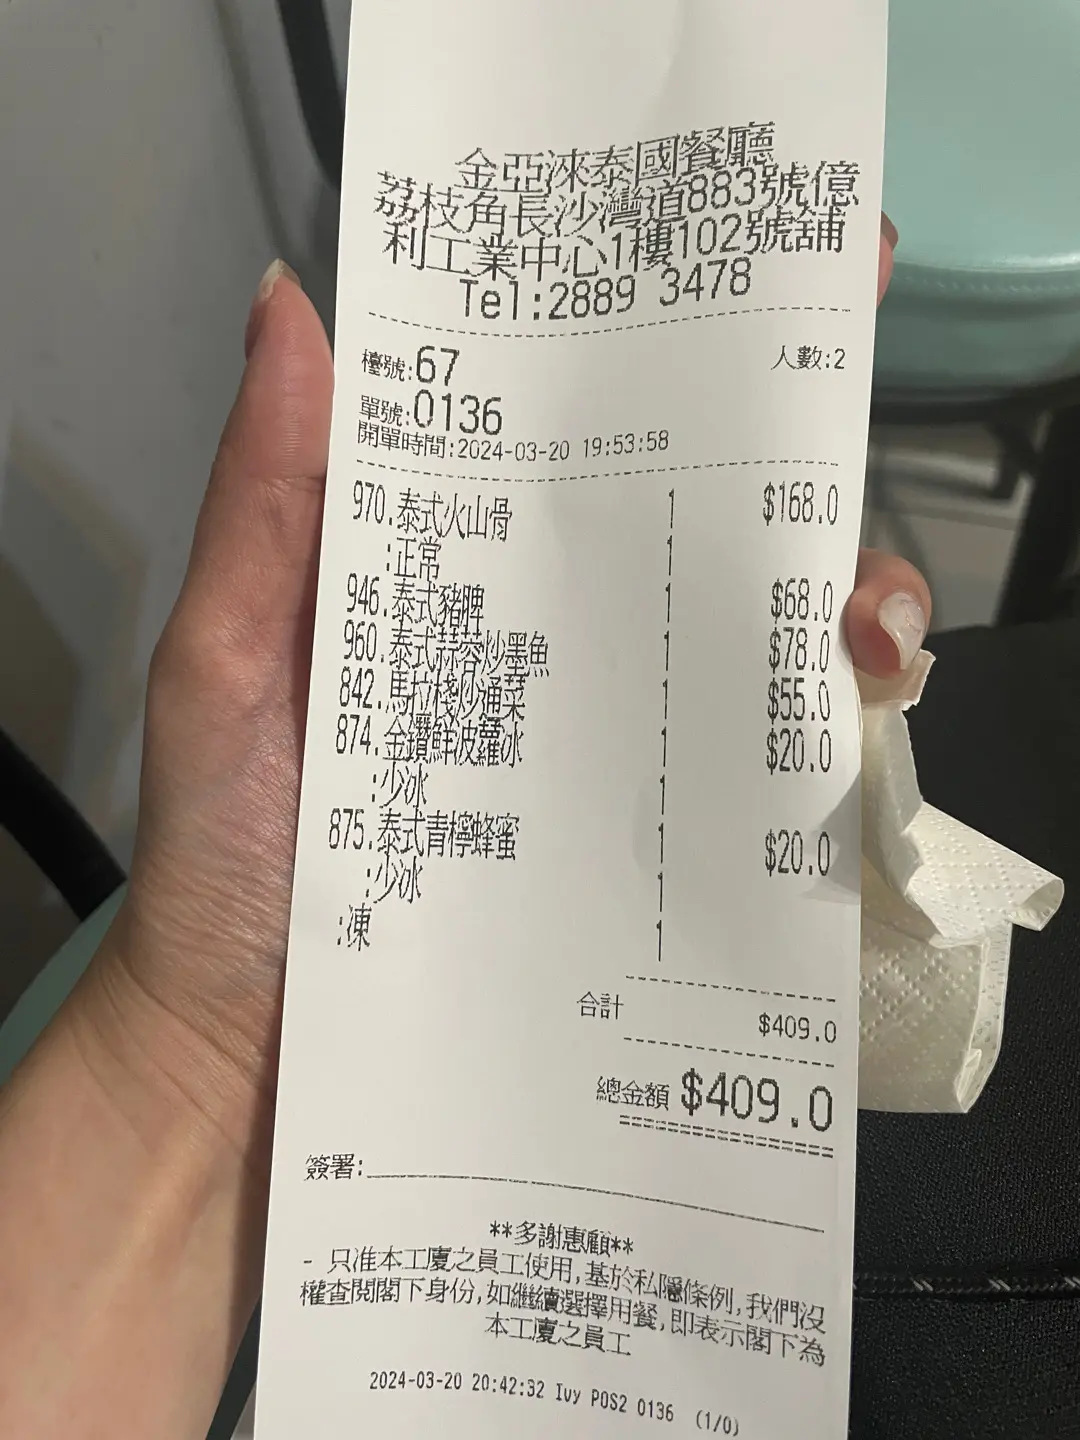 金亞淶泰國餐廳
荔枝角長沙灣道883號億
利工業中心1樓102號舖
Tel:2889 3478
檯號:67 人數:2
單號:0136
開單時間:2024-03-20 19:53:58
970.泰式火山骨 1 $168.0
:正常 1
946.泰式豬脾 1 $68.0
960.泰式蒜蓉炒墨魚 1 $78.0
842.馬拉棧炒通菜 1 $55.0
874.金鑽鮮波蘿冰 1 $20.0
:少冰 1
875.泰式青檸蜂蜜 1 $20.0
:少冰 1
:凍 1
合計 $409.0
總金額 $409.0
簽署:
**多謝惠顧**
- 只准本工廈之員工使用,基於私隱條例,我們沒
權查閱閣下身份,如繼續選擇用餐,即表示閣下為
本工廈之員工
2024-03-20 20:42:32 Ivy POS2 0136 (1/0)